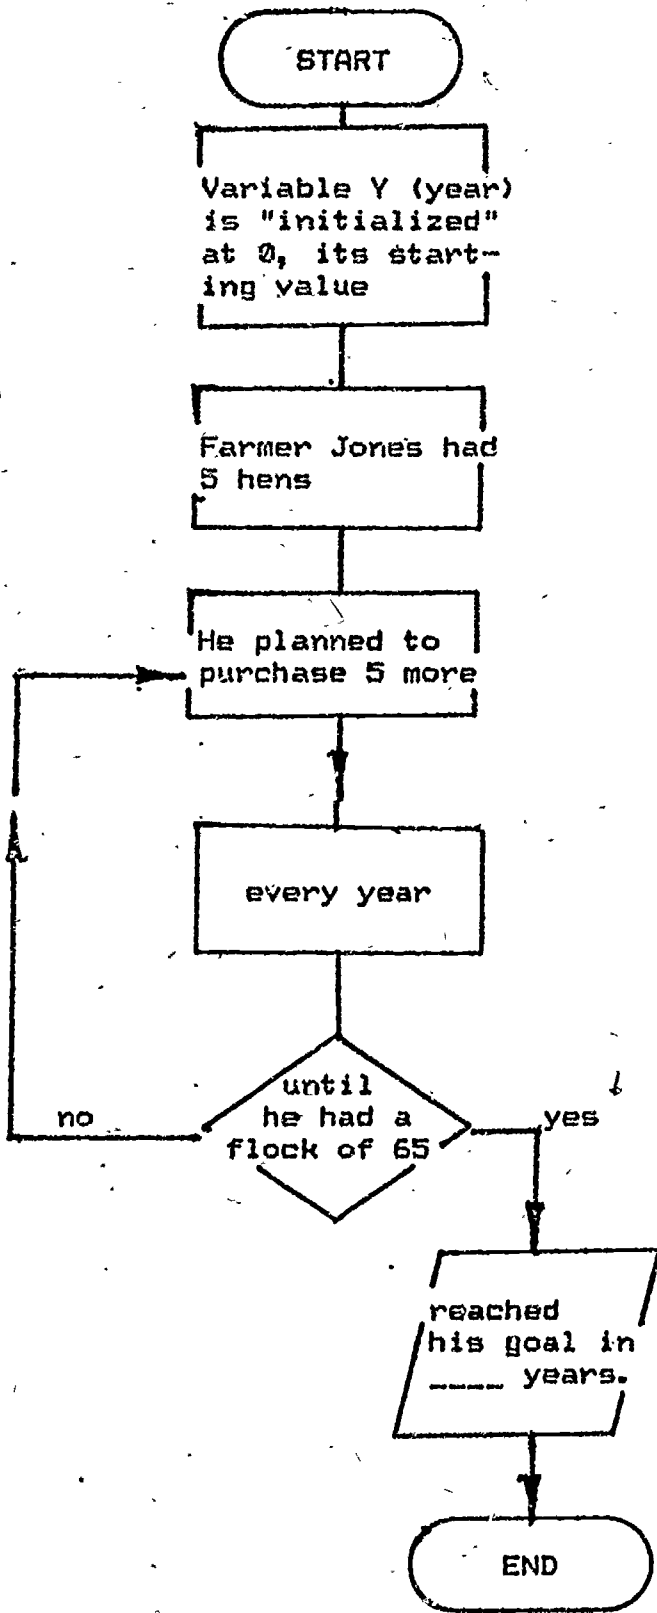 START
Variable Y (year)
is "initialized"
at 0, its start-
ing value
Farmer Jones had
5 hens
He planned to
purchase 5 more
every year
until
he had a
flock of 65
no
yes
reached
his goal in
____ years.
END